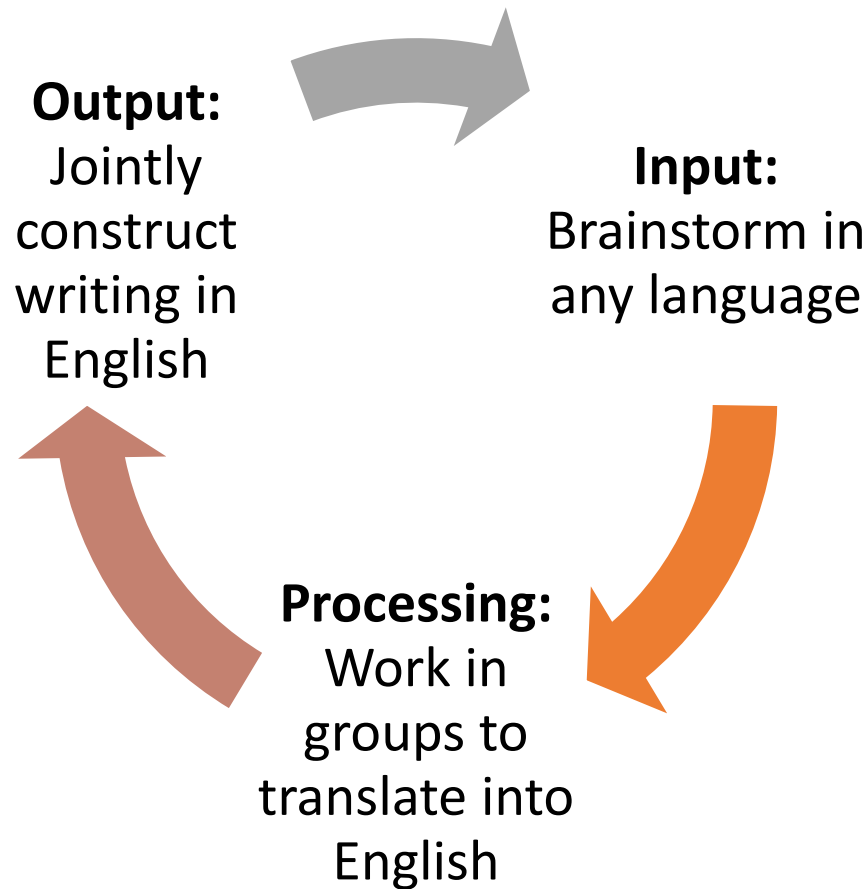 Output:
Jointly
construct
writing in
English
Input:
Brainstorm in
any language
Processing:
Work in
groups to
translate into
English